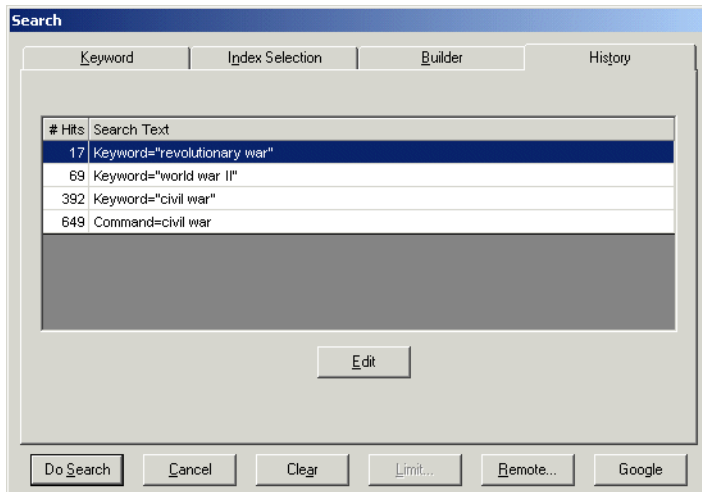 Search
Keyword Index Selection Builder History
# Hits Search Text
17 Keyword="revolutionary war"
69 Keyword="world war II"
392 Keyword="civil war"
649 Command=civil war
Edit
Do Search Cancel Clear Limit... Remote... Google